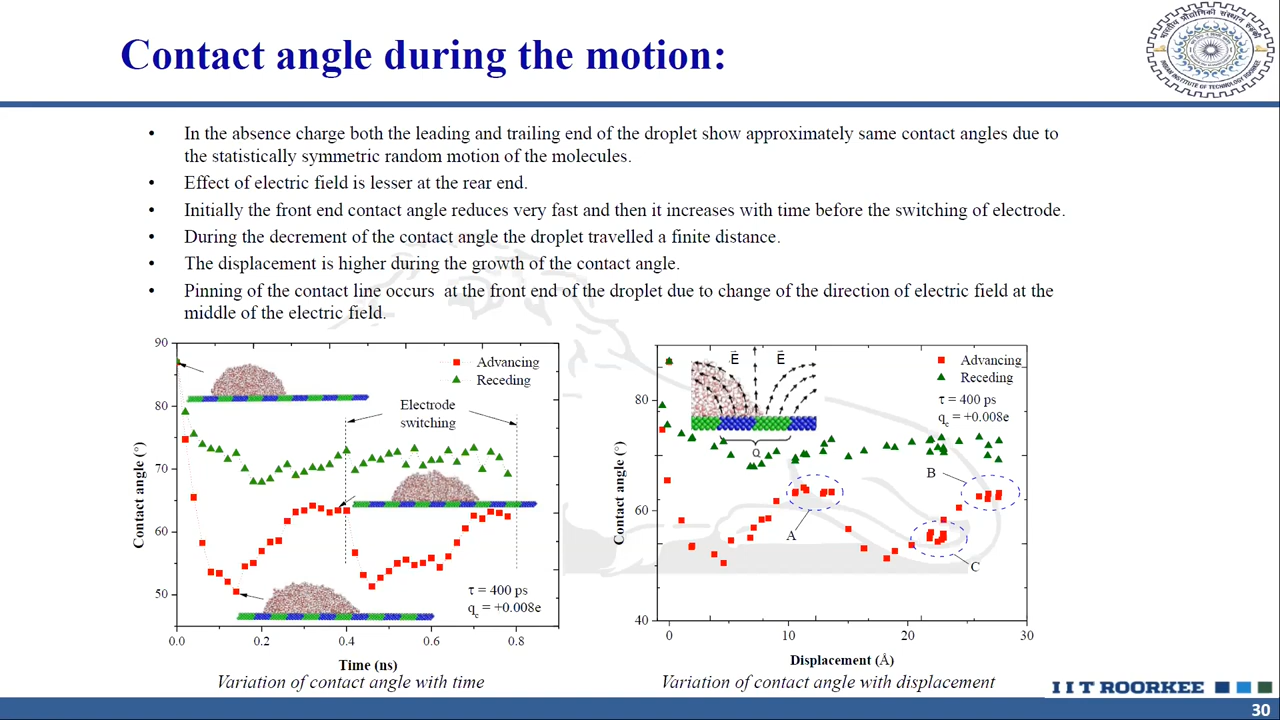 Contact angle during the motion:
• In the absence charge both the leading and trailing end of the droplet show approximately same contact angles due to
the statistically symmetric random motion of the molecules.
• Effect of electric field is lesser at the rear end.
• Initially the front end contact angle reduces very fast and then it increases with time before the switching of electrode.
• During the decrement of the contact angle the droplet travelled a finite distance.
• The displacement is higher during the growth of the contact angle.
• Pinning of the contact line occurs at the front end of the droplet due to change of the direction of electric field at the
middle of the electric field.
90
80
70
60
50
Contact angle (°)
Advancing
Receding
Electrode
switching
τ = 400 ps
qc = +0.008e
0.0 0.2 0.4 0.6 0.8
Time (ns)
Variation of contact angle with time
80
60
40
Contact angle (°)
E E
Q
Advancing
Receding
τ = 400 ps
qc = +0.008e
A
B
C
0 10 20 30
Displacement (Å)
Variation of contact angle with displacement
I I T ROORKEE
30